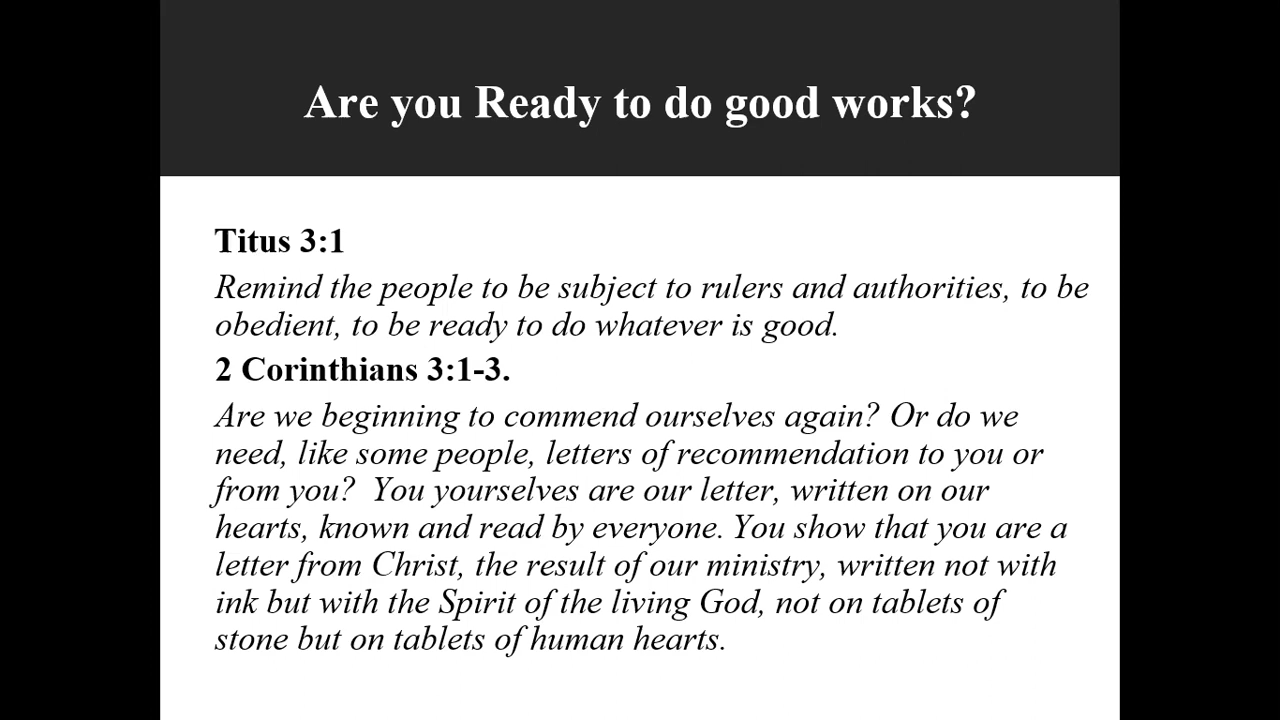 Are you Ready to do good works?
Titus 3:1
Remind the people to be subject to rulers and authorities, to be
obedient, to be ready to do whatever is good.
2 Corinthians 3:1-3.
Are we beginning to commend ourselves again? Or do we
need, like some people, letters of recommendation to you or
from you?  You yourselves are our letter, written on our
hearts, known and read by everyone. You show that you are a
letter from Christ, the result of our ministry, written not with
ink but with the Spirit of the living God, not on tablets of
stone but on tablets of human hearts.